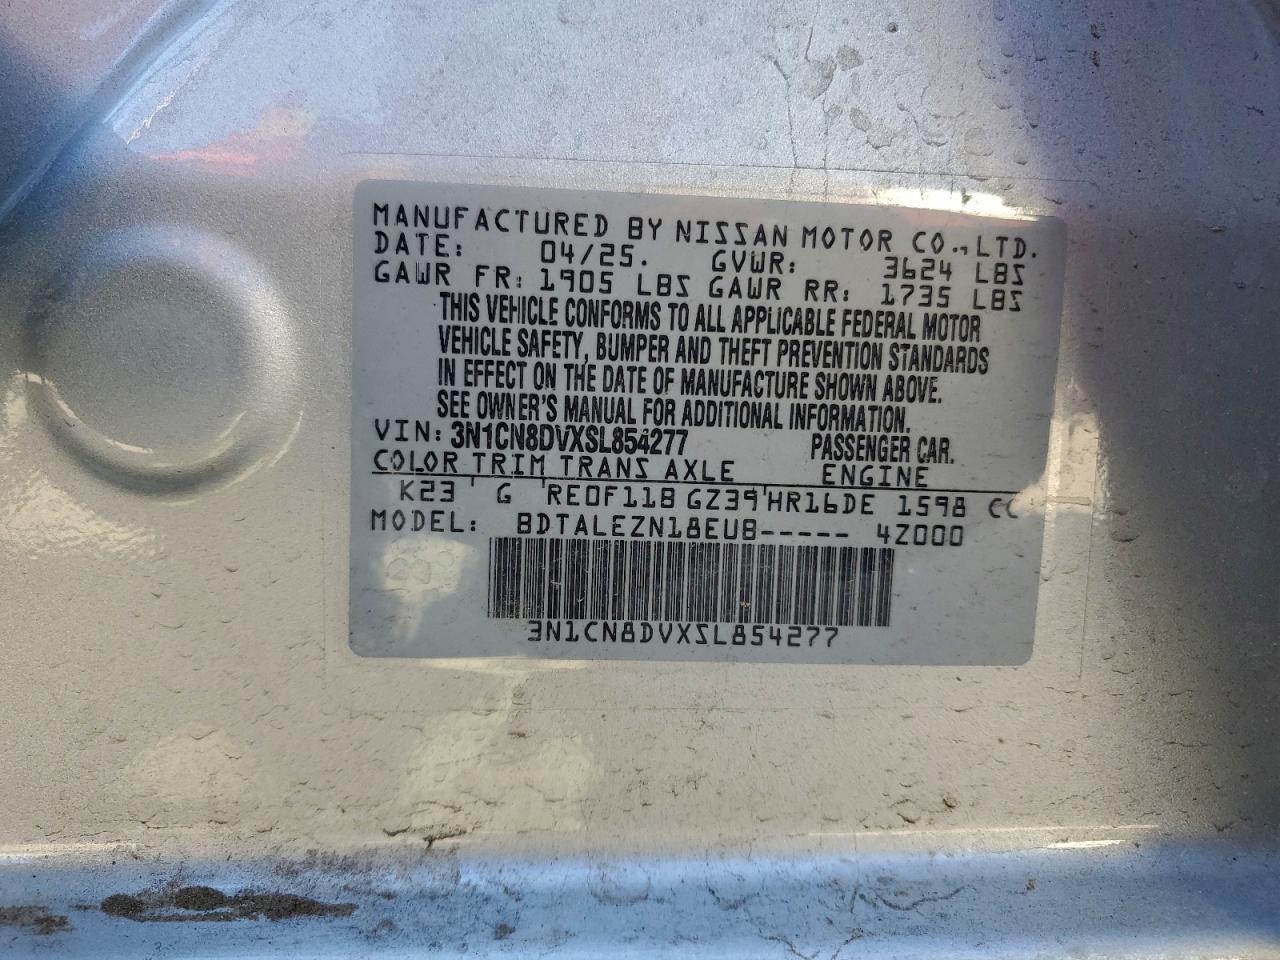 MANUFACTURED BY NISSAN MOTOR CO.,LTD.
DATE: 04/25. GVWR: 3624 LBS
GAWR FR: 1905 LBS GAWR RR: 1735 LBS
THIS VEHICLE CONFORMS TO ALL APPLICABLE FEDERAL MOTOR
VEHICLE SAFETY, BUMPER AND THEFT PREVENTION STANDARDS
IN EFFECT ON THE DATE OF MANUFACTURE SHOWN ABOVE.
SEE OWNER'S MANUAL FOR ADDITIONAL INFORMATION.
VIN: 3N1CN8DVXSL854277 PASSENGER CAR.
COLOR TRIM TRANS AXLE ENGINE
K23 ' G ' RE0F11B GZ39 ' HR16DE 1598 CC
MODEL: BDTALEZN18EUB----- 4Z000
3N1CN8DVXSL854277